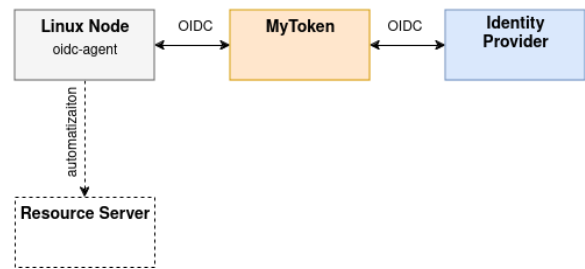 Linux Node
oidc-agent
OIDC
MyToken
OIDC
Identity
Provider
automatizaiton
Resource Server